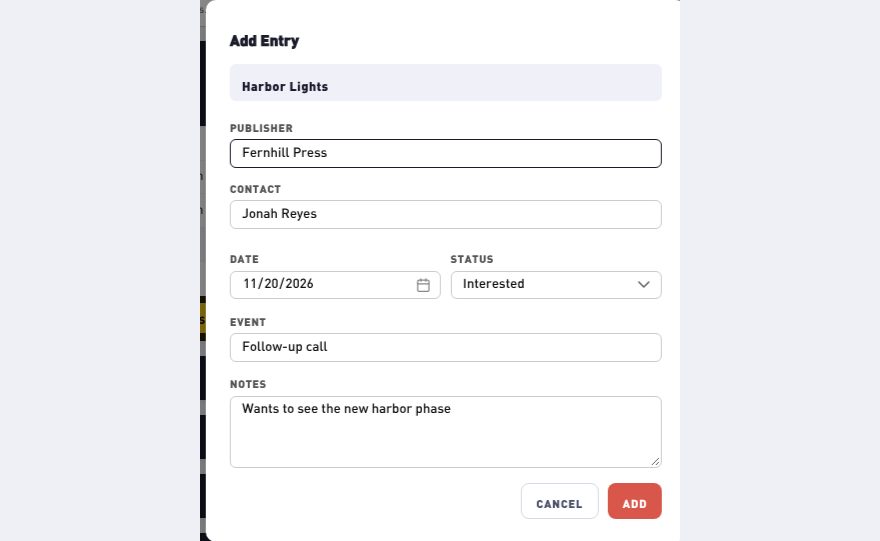 Add Entry
Harbor Lights
PUBLISHER
Fernhill Press
CONTACT
Jonah Reyes
DATE
STATUS
11/20/2026
Interested
EVENT
Follow-up call
NOTES
Wants to see the new harbor phase
CANCEL
ADD